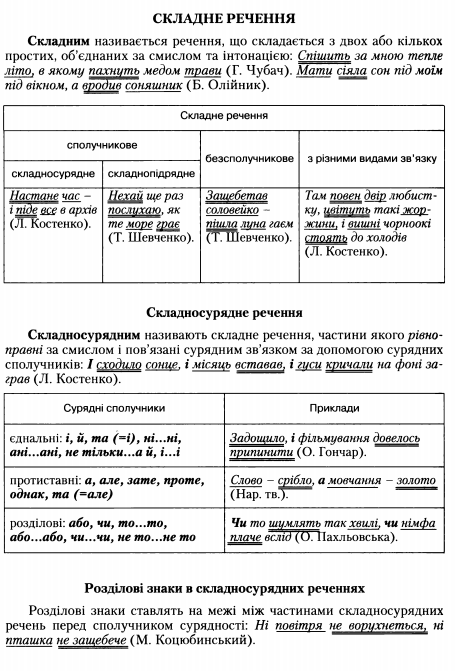 СКЛАДНЕ РЕЧЕННЯ
Складним називається речення, що складається з двох або кількох
простих, об’єднаних за смислом та інтонацією: Спішить за мною тепле
літо, в якому пахнуть медом трави (Г. Чубач). Мати сіяла сон під моїм
під вікном, а вродив соняшник (Б. Олійник).
Складне речення
сполучникове
безсполучникове
з різними видами зв’язку
складносурядне
складнопідрядне
Настане час –
і піде все в архів
(Л. Костенко).
Нехай ще раз
послухаю, як
те море грає
(Т. Шевченко).
Защебетав
соловейко –
пішла луна гаєм
(Т. Шевченко).
Там повен двір любист-
ку, цвітуть такі жор-
жини, і вишні чорноокі
стоять до холодів
(Л. Костенко).
Складносурядне речення
Складносурядним називають складне речення, частини якого рівно-
правні за смислом і пов’язані сурядним зв’язком за допомогою сурядних
сполучників: І сходило сонце, і місяць вставав, і гуси кричали на фоні за-
грав (Л. Костенко).
Сурядні сполучники
Приклади
єднальні: і, й, та (=і), ні...ні,
ані...ані, не тільки...а й, і...і
Задощило, і фільмування довелось
припинити (О. Гончар).
протиставні: а, але, зате, проте,
однак, та (=але)
Слово – срібло, а мовчання – золото
(Нар. тв.).
розділові: або, чи, то...то,
або...або, чи...чи, не то...не то
Чи то шумлять так хвилі, чи німфа
плаче вслід (О. Пахльовська).
Розділові знаки в складносурядних реченнях
Розділові знаки ставлять на межі між частинами складносурядних
речень перед сполучником сурядності: Ні повітря не ворухнеться, ні
пташка не защебече (М. Коцюбинський).